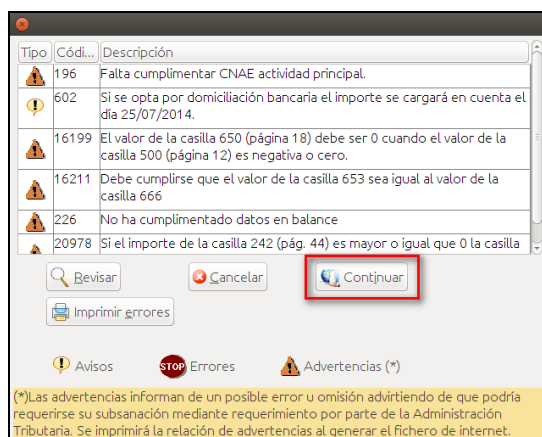 Tipo Códi... Descripción
196 Falta cumplimentar CNAE actividad principal.
602 Si se opta por domiciliación bancaria el importe se cargará en cuenta el
día 25/07/2014.
16199 El valor de la casilla 650 (página 18) debe ser 0 cuando el valor de la
casilla 500 (página 12) es negativa o cero.
16211 Debe cumplirse que el valor de la casilla 653 sea igual al valor de la
casilla 666
226 No ha cumplimentado datos en balance
20978 Si el importe de la casilla 242 (pág. 44) es mayor o igual que 0 la casilla
Revisar Cancelar Continuar
Imprimir errores
Avisos STOP Errores Advertencias (*)
(*)Las advertencias informan de un posible error u omisión advirtiendo de que podría
requerirse su subsanación mediante requerimiento por parte de la Administración
Tributaria. Se imprimirá la relación de advertencias al generar el fichero de internet.